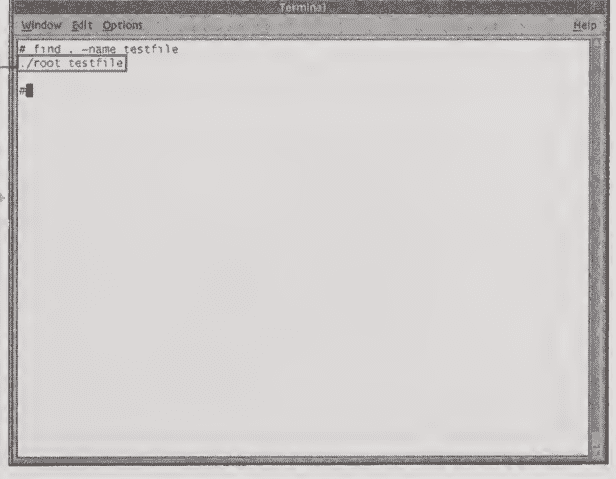 Terminal
Window Edit Options Help
# find . -name testfile
./root testfile
#